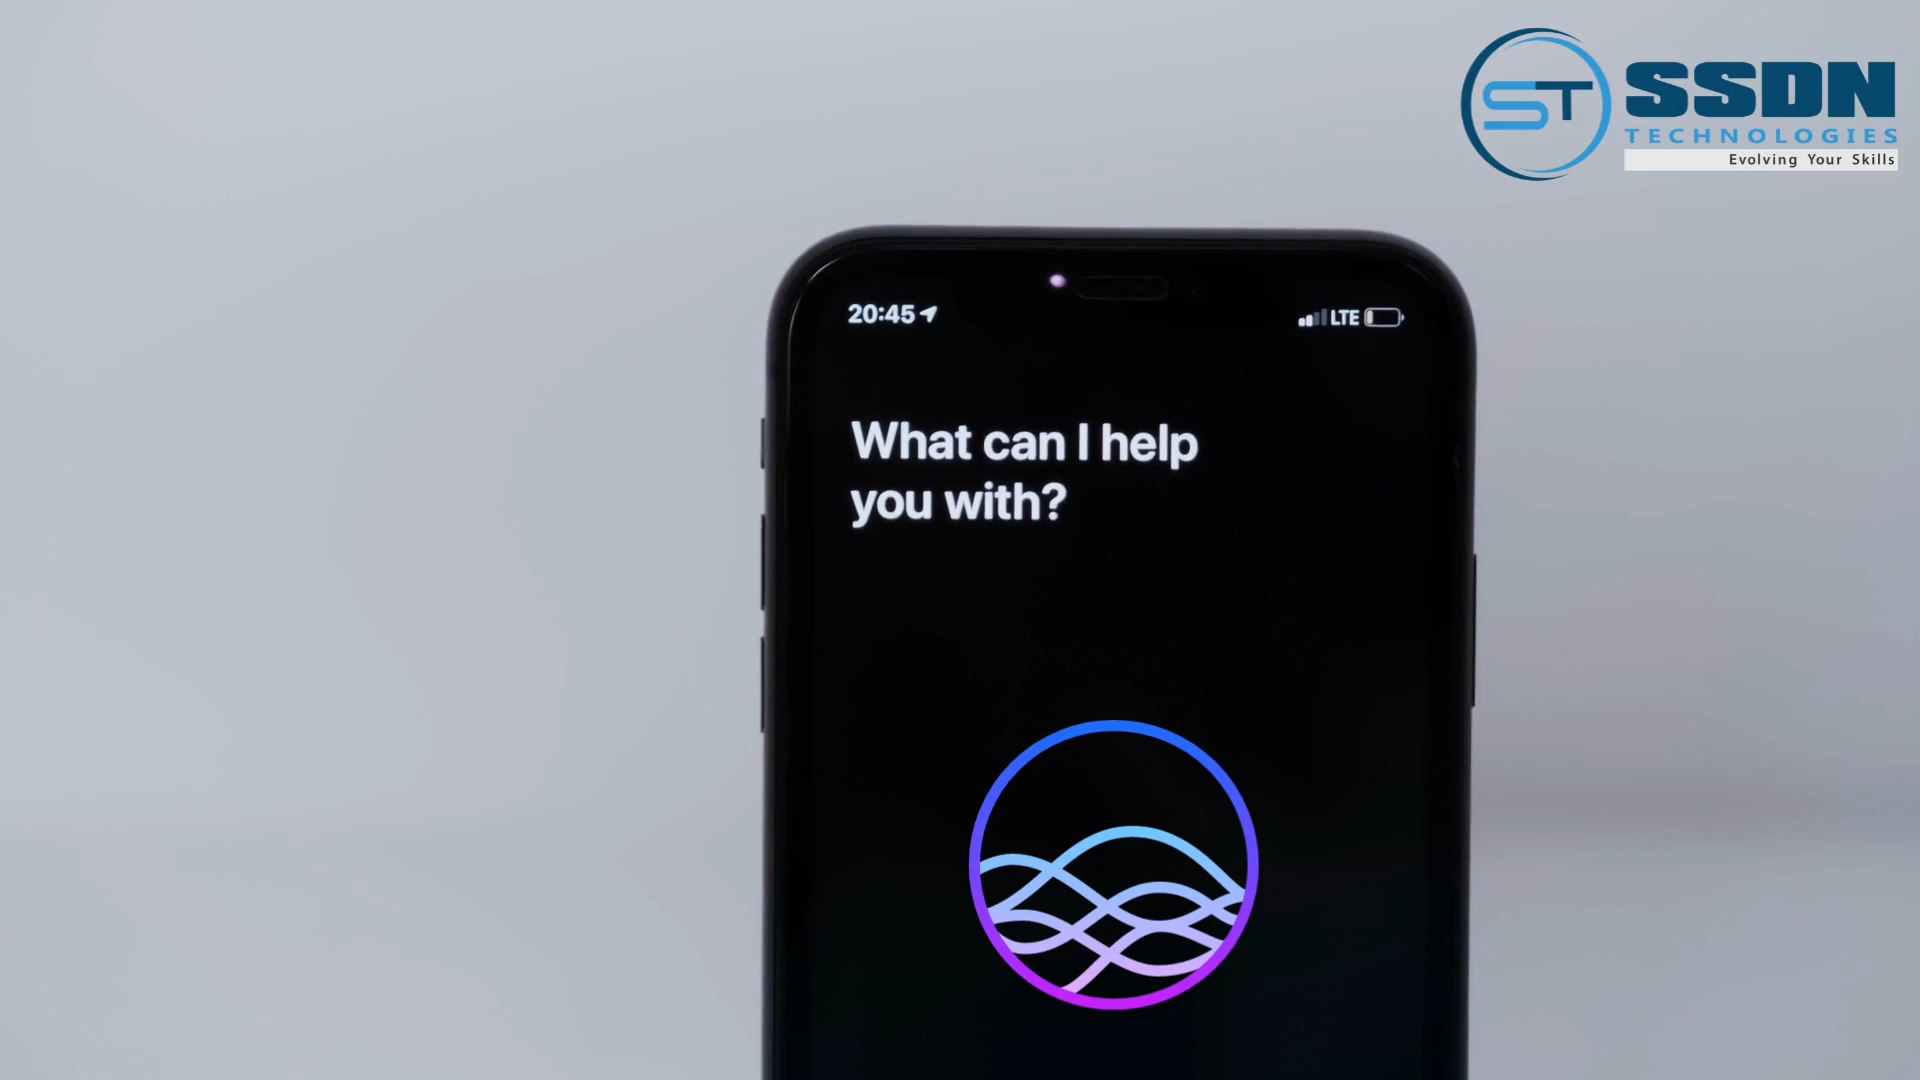 ST
SSDN
TECHNOLOGIES
Evolving Your Skills
20:45
LTE
What can I help
you with?